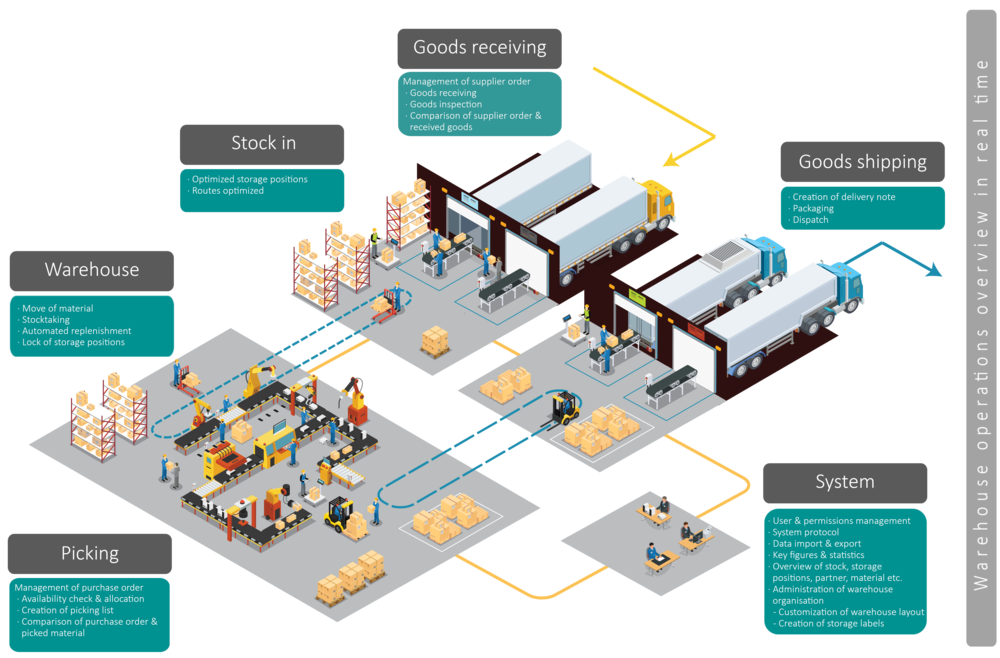 Goods receiving
Management of supplier order
· Goods receiving
· Goods inspection
· Comparison of supplier order &
received goods
Stock in
· Optimized storage positions
· Routes optimized
Goods shipping
· Creation of delivery note
· Packaging
· Dispatch
Warehouse
· Move of material
· Stocktaking
· Automated replenishment
· Lock of storage positions
Picking
Management of purchase order
· Availability check & allocation
· Creation of picking list
· Comparison of purchase order &
picked material
System
· User & permissions management
· System protocol
· Data import & export
· Key figures & statistics
· Overview of stock, storage
positions, partner, material etc.
· Administration of warehouse
organisation
- Customization of warehouse layout
- Creation of storage labels
Warehouse operations overview in real time